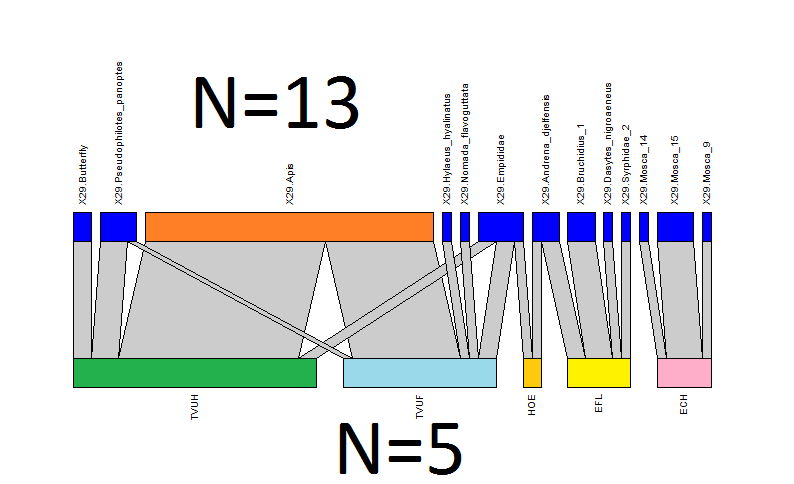 X29.Butterfly
X29.Pseudophilotes_panoptes
X29.Apis
X29.Hylaeus_hyalinatus
X29.Nomada_flavoguttata
X29.Empididae
X29.Andrena_djelfensis
X29.Bruchidius_1
X29.Dasytes_nigroaeneus
X29.Syrphidae_2
X29.Mosca_14
X29.Mosca_15
X29.Mosca_9
N=13
TVUH
TVUF
HOE
EFL
ECH
N=5